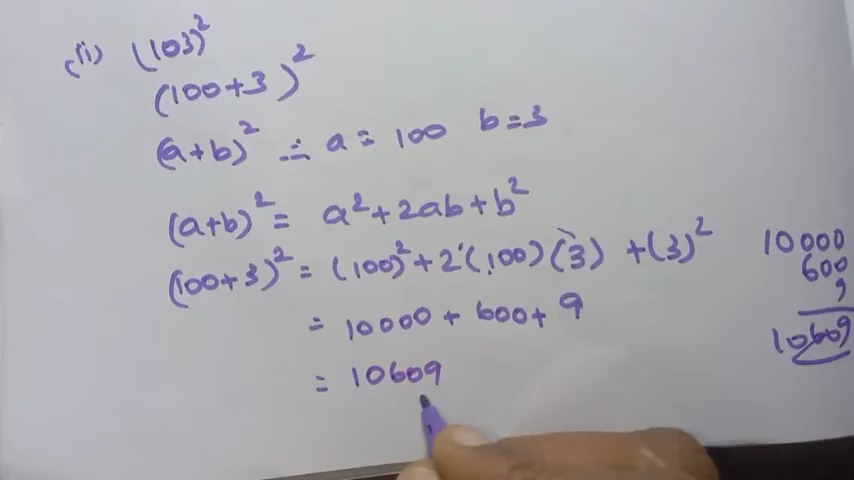 (ii) (103)²
(100+3)²
(a+b)² ∴ a = 100 b=3
(a+b)² = a²+2ab+b²
(100+3)² = (100)²+2(100)(3)+(3)²
= 10000+600+9
= 10609
10000
600
9
10609